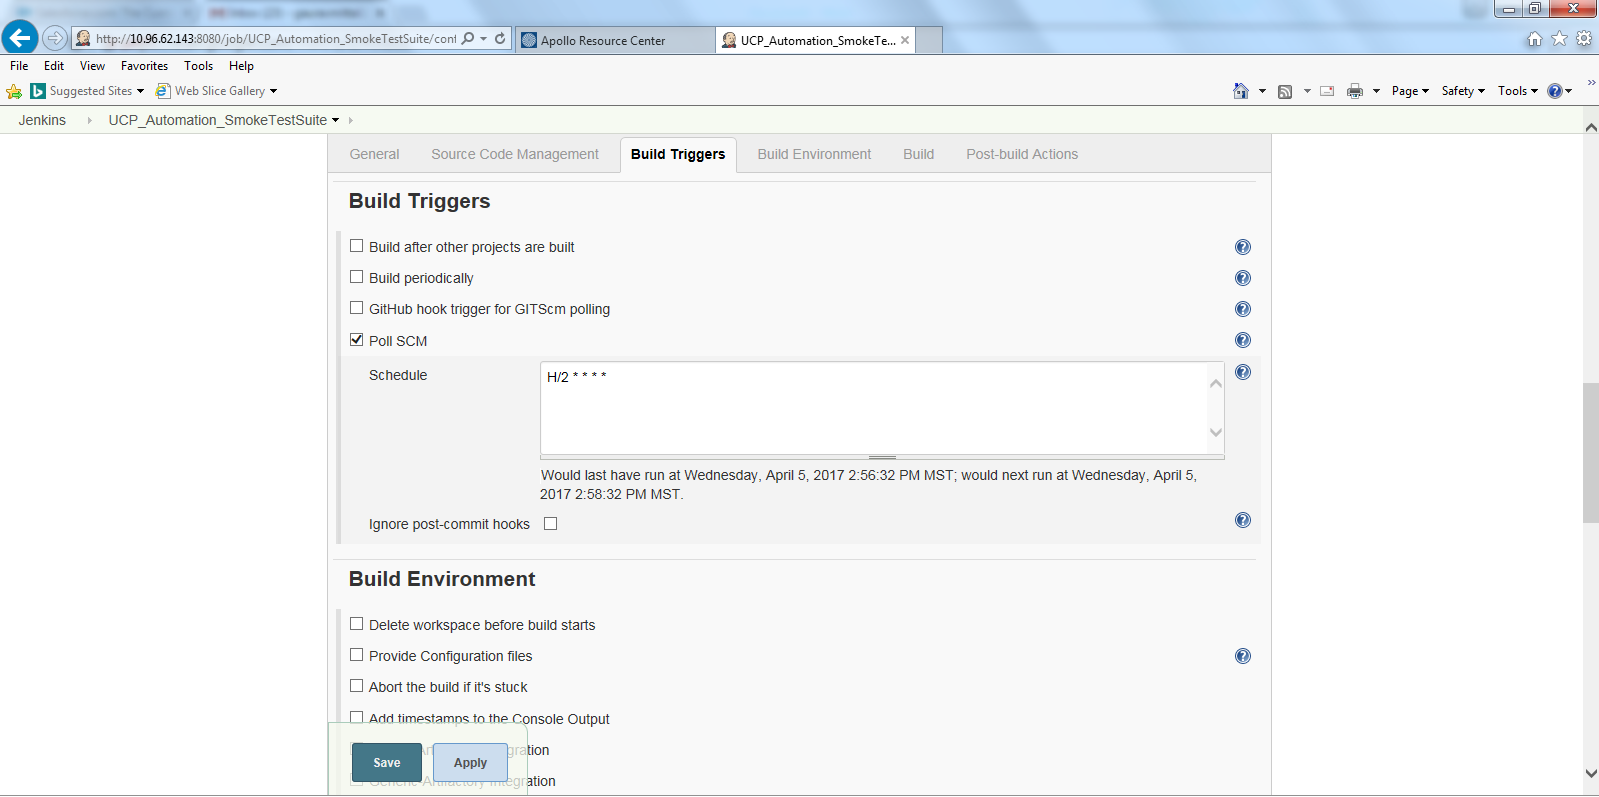 http://10.96.62.143:8080/job/UCP_Automation_SmokeTestSuite/conf
Apollo Resource Center
UCP_Automation_SmokeTe...
File Edit View Favorites Tools Help
Suggested Sites Web Slice Gallery
Page Safety Tools
Jenkins UCP_Automation_SmokeTestSuite
General Source Code Management Build Triggers Build Environment Build Post-build Actions
Build Triggers
Build after other projects are built
Build periodically
GitHub hook trigger for GITScm polling
Poll SCM
Schedule
H/2 * * * *
Would last have run at Wednesday, April 5, 2017 2:56:32 PM MST; would next run at Wednesday, April 5,
2017 2:58:32 PM MST.
Ignore post-commit hooks
Build Environment
Delete workspace before build starts
Provide Configuration files
Abort the build if it's stuck
Add timestamps to the Console Output
Save Apply
Generic-Artifactory Integration